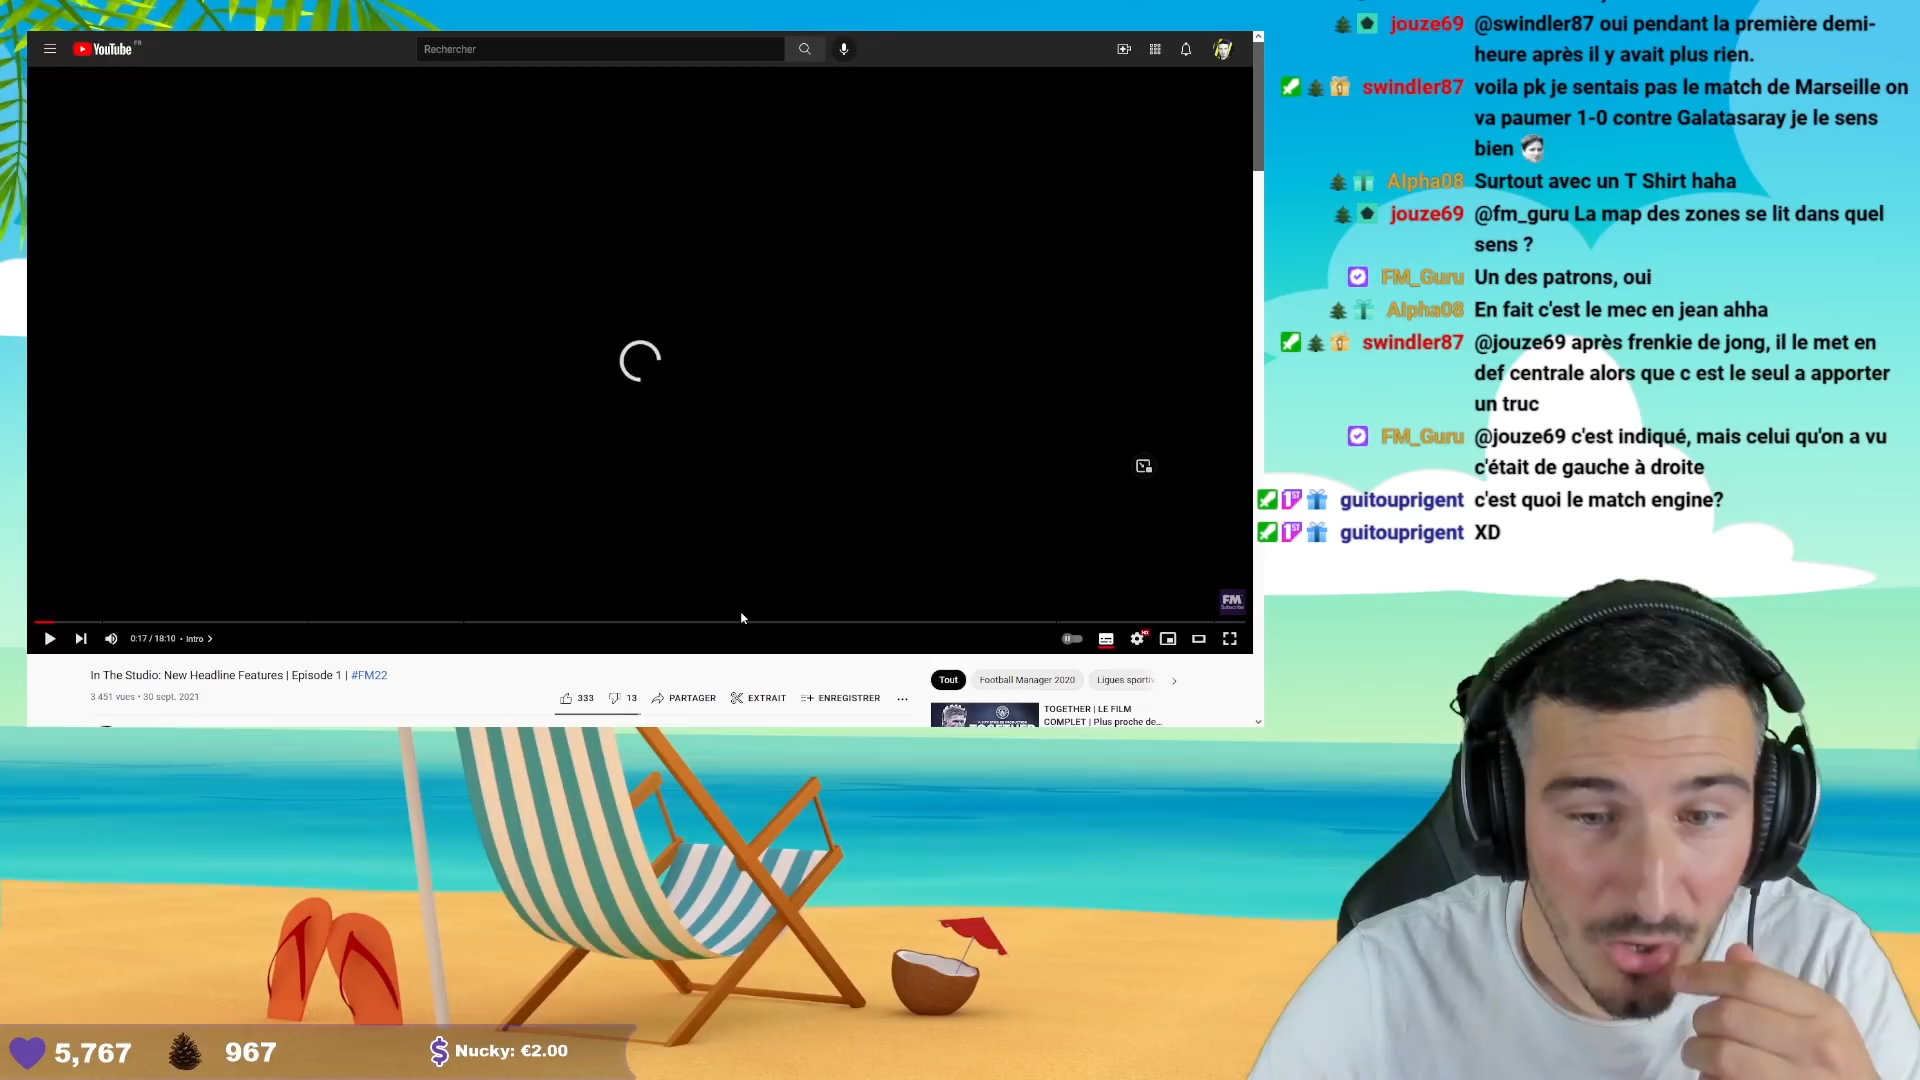 YouTube FR
Rechercher
FM
Subscribe
0:17 / 18:10 • Intro
In The Studio: New Headline Features | Episode 1 | #FM22
3 451 vues • 30 sept. 2021
333
13
PARTAGER
EXTRAIT
ENREGISTRER
Tout
Football Manager 2020
Ligues sportiv
TOGETHER | LE FILM
COMPLET | Plus proche de...
jouze69 @swindler87 oui pendant la première demi-
heure après il y avait plus rien.
swindler87 voila pk je sentais pas le match de Marseille on
va paumer 1-0 contre Galatasaray je le sens
bien
Alpha08 Surtout avec un T Shirt haha
jouze69 @fm_guru La map des zones se lit dans quel
sens ?
FM_Guru Un des patrons, oui
Alpha08 En fait c'est le mec en jean ahha
swindler87 @jouze69 après frenkie de jong, il le met en
def centrale alors que c est le seul a apporter
un truc
FM_Guru @jouze69 c'est indiqué, mais celui qu'on a vu
c'était de gauche à droite
1ST guitouprigent c'est quoi le match engine?
1ST guitouprigent XD
5,767
967
Nucky: €2.00